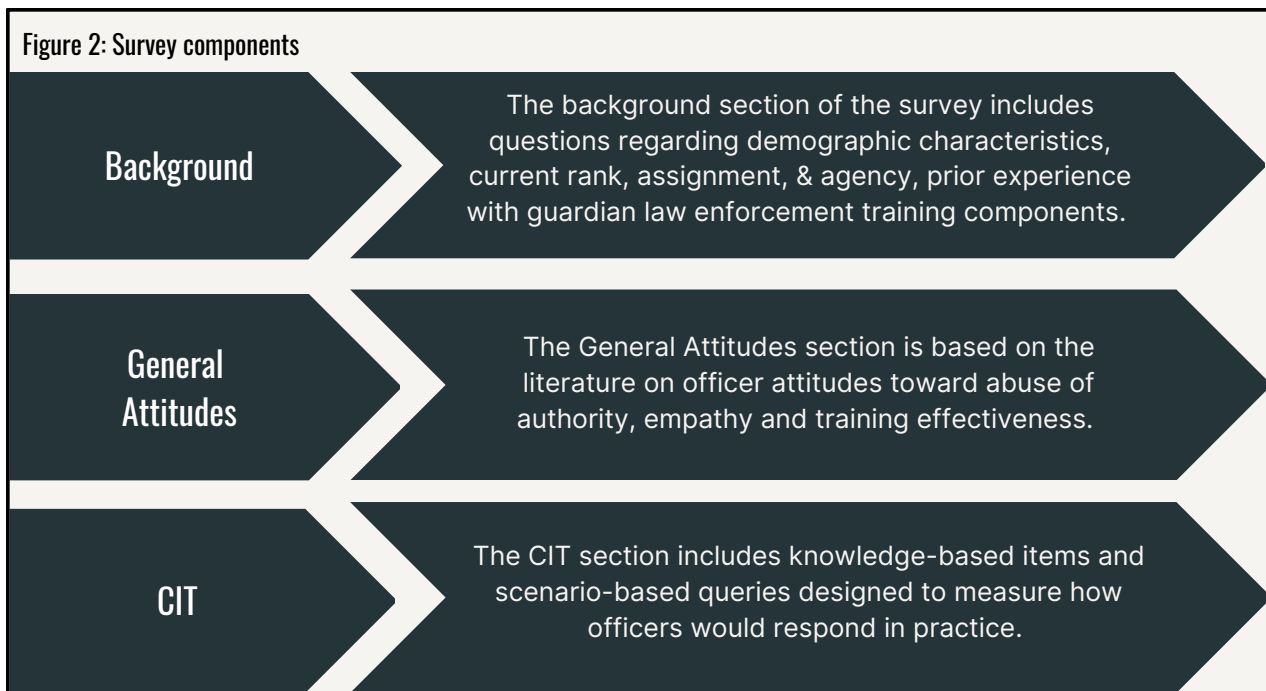 Figure 2: Survey components
Background
The background section of the survey includes
questions regarding demographic characteristics,
current rank, assignment, & agency, prior experience
with guardian law enforcement training components.
General
Attitudes
The General Attitudes section is based on the
literature on officer attitudes toward abuse of
authority, empathy and training effectiveness.
CIT
The CIT section includes knowledge-based items and
scenario-based queries designed to measure how
officers would respond in practice.